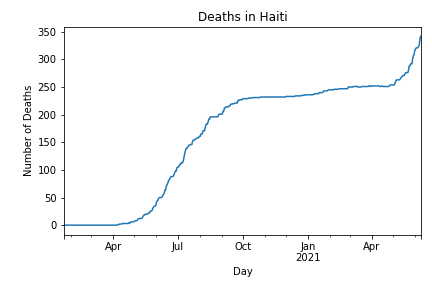 Deaths in Haiti
350
300
250
200
150
100
50
0
Number of Deaths
Apr
Jul
Oct
Jan
2021
Apr
Day